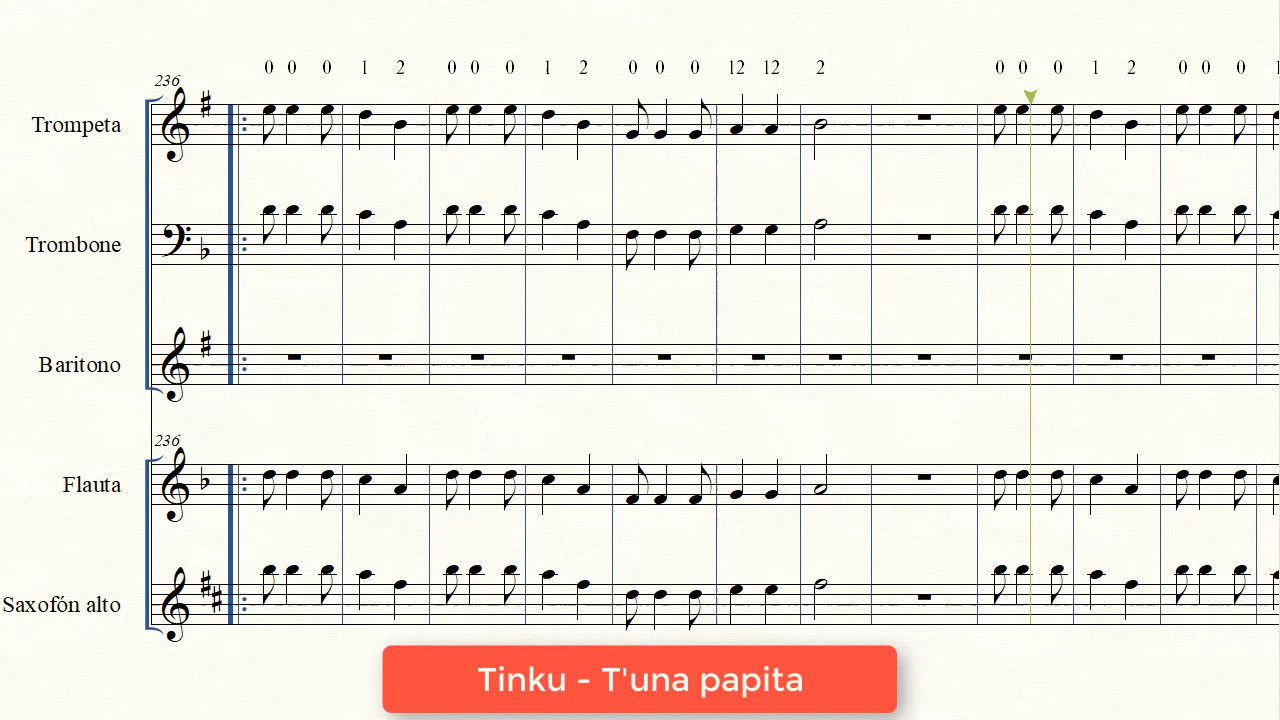 0 0 0 1 2 0 0 0 1 2 0 0 0 12 12 2 0 0 0 1 2 0 0 0
236
Trompeta
Trombone
Baritono
236
Flauta
Saxofón alto
Tinku - T'una papita